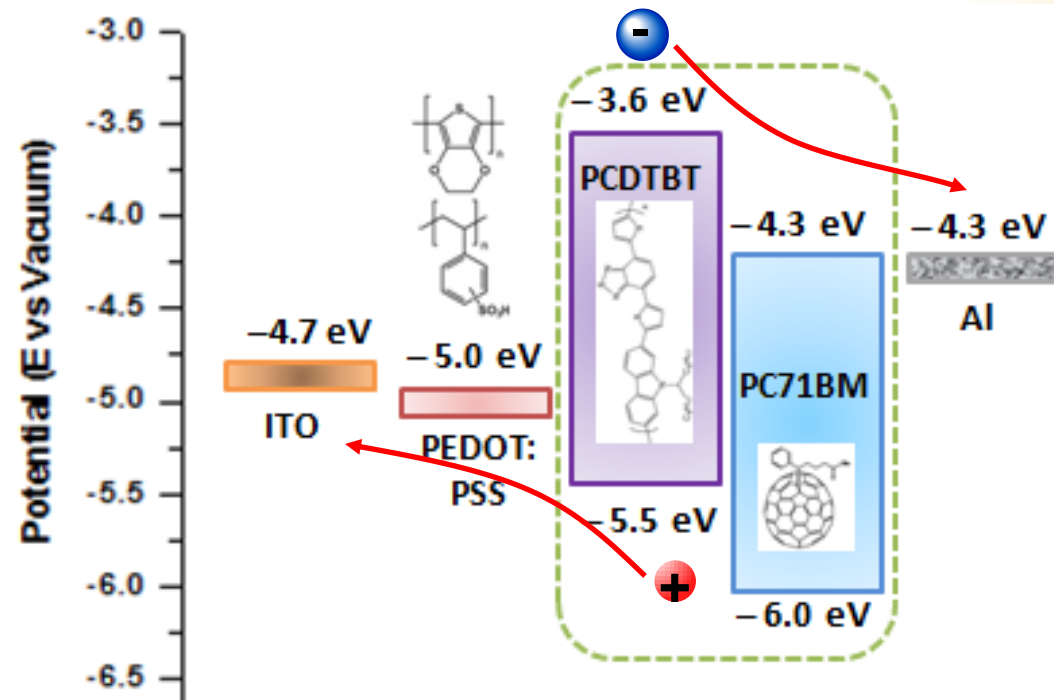 Potential (E vs Vacuum)
-3.0
-3.5
-4.0
-4.5
-5.0
-5.5
-6.0
-6.5
−4.7 eV
ITO
S
O
O
n
n
SO₃H
− 5.0 eV
PEDOT:
PSS
-
− 3.6 eV
PCDTBT
− 5.5 eV
+
− 4.3 eV
PC71BM
− 6.0 eV
− 4.3 eV
Al